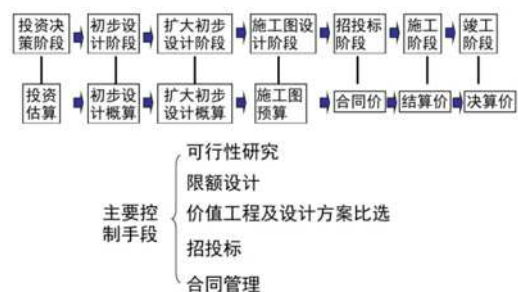 投资决
策阶段
初步设
计阶段
扩大初步
设计阶段
施工图设
计阶段
招投标
阶段
施工
阶段
竣工
阶段
投资
估算
初步设
计概算
扩大初步
设计概算
施工图
预算
合同价
结算价
决算价
主要控
制手段
可行性研究
限额设计
价值工程及设计方案比选
招投标
合同管理